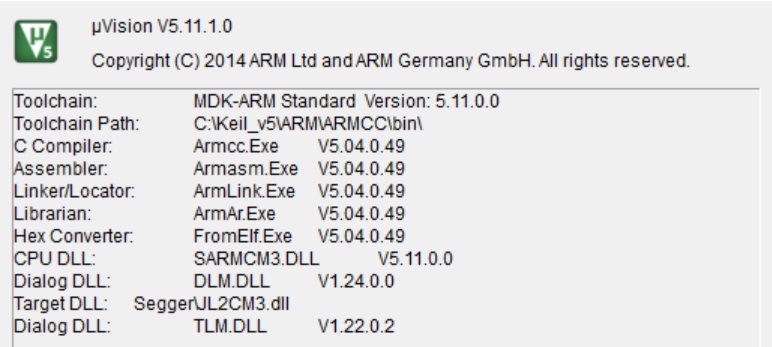 µVision V5.11.1.0
Copyright (C) 2014 ARM Ltd and ARM Germany GmbH. All rights reserved.
Toolchain: MDK-ARM Standard Version: 5.11.0.0
Toolchain Path: C:\Keil_v5\ARM\ARMCC\bin\
C Compiler: Armcc.Exe V5.04.0.49
Assembler: Armasm.Exe V5.04.0.49
Linker/Locator: ArmLink.Exe V5.04.0.49
Librarian: ArmAr.Exe V5.04.0.49
Hex Converter: FromElf.Exe V5.04.0.49
CPU DLL: SARMCM3.DLL V5.11.0.0
Dialog DLL: DLM.DLL V1.24.0.0
Target DLL: Segger\JL2CM3.dll
Dialog DLL: TLM.DLL V1.22.0.2